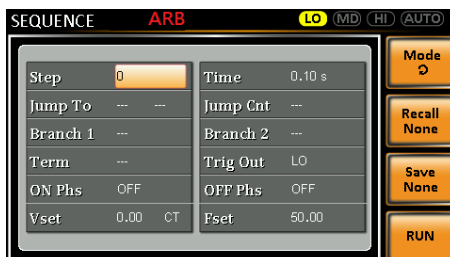 SEQUENCE ARB LO MD HI AUTO
Mode
Step 0 Time 0.10 s
Jump To --- --- Jump Cnt ---
Recall
None
Branch 1 --- Branch 2 ---
Term --- Trig Out LO
Save
None
ON Phs OFF OFF Phs OFF
Vset 0.00 CT Fset 50.00
RUN